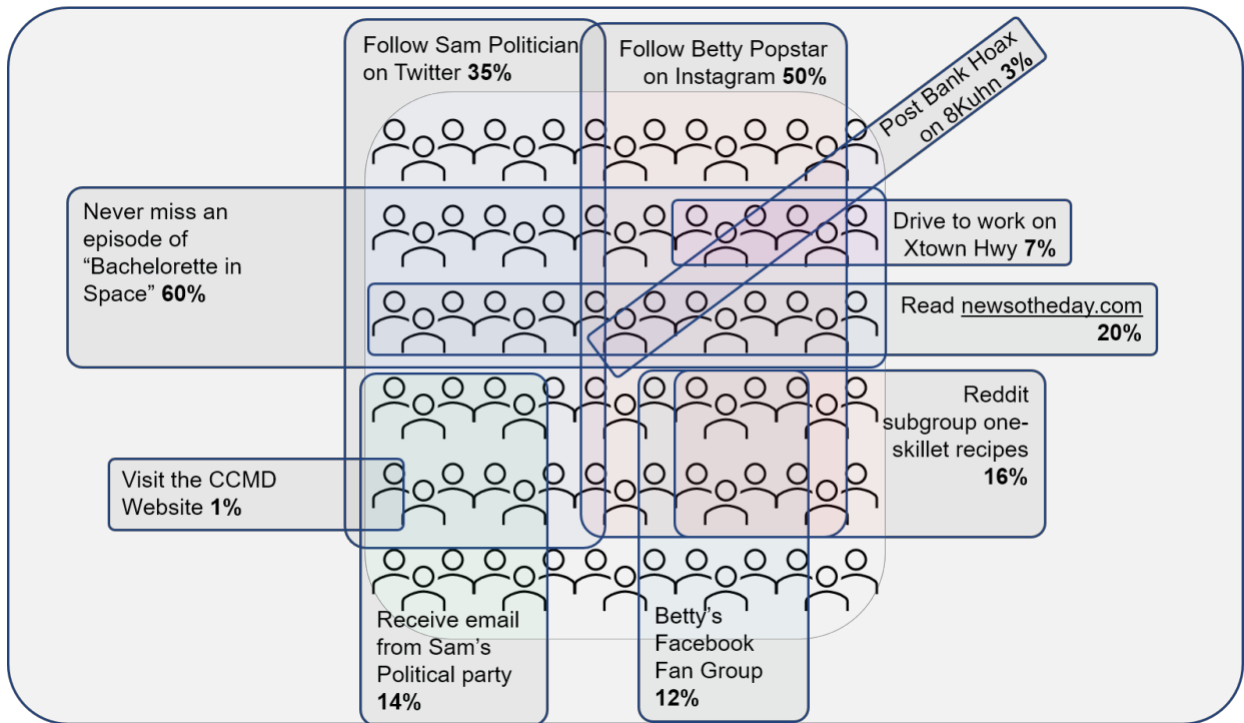 Follow Sam Politician
on Twitter 35%
Follow Betty Popstar
on Instagram 50%
Post Bank Hoax
on 8Kuhn 3%
Never miss an
episode of
“Bachelorette in
Space” 60%
Drive to work on
Xtown Hwy 7%
Read newsotheday.com
20%
Reddit
subgroup one-
skillet recipes
16%
Visit the CCMD
Website 1%
Receive email
from Sam’s
Political party
14%
Betty’s
Facebook
Fan Group
12%